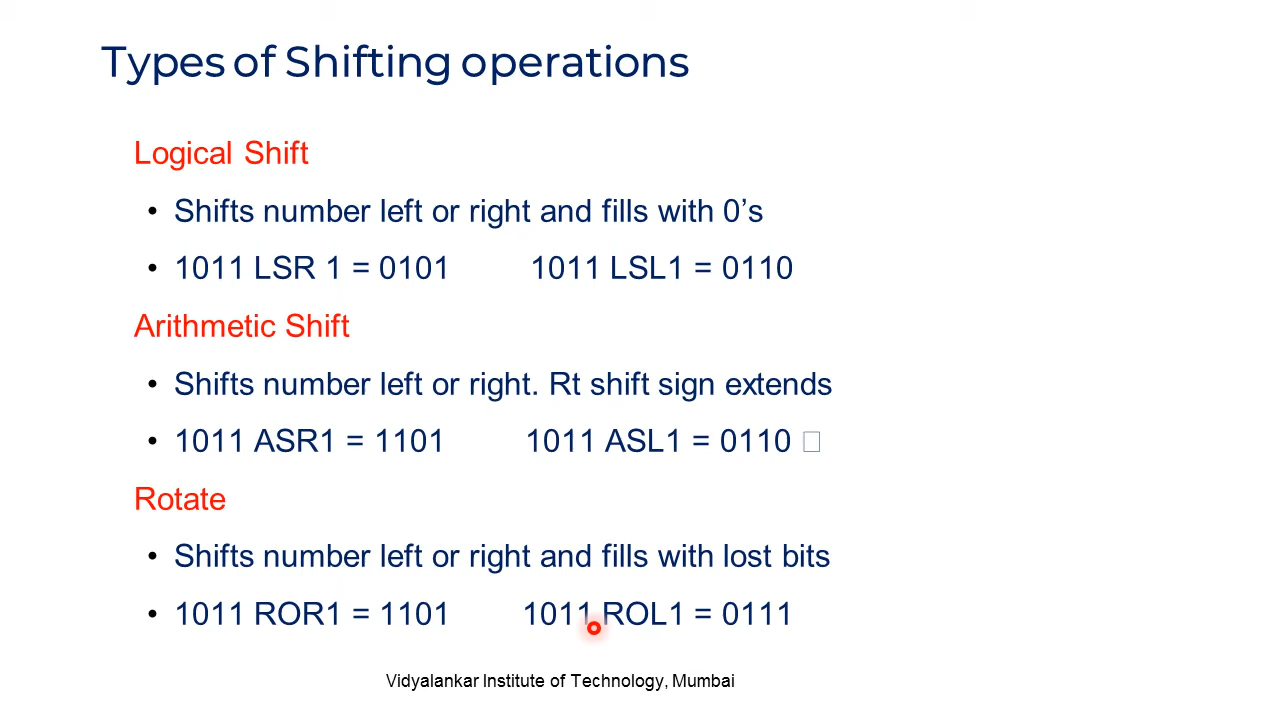 Types of Shifting operations
Logical Shift
• Shifts number left or right and fills with 0’s
• 1011 LSR 1 = 0101 1011 LSL1 = 0110
Arithmetic Shift
• Shifts number left or right. Rt shift sign extends
• 1011 ASR1 = 1101 1011 ASL1 = 0110 □
Rotate
• Shifts number left or right and fills with lost bits
• 1011 ROR1 = 1101 1011 ROL1 = 0111
Vidyalankar Institute of Technology, Mumbai